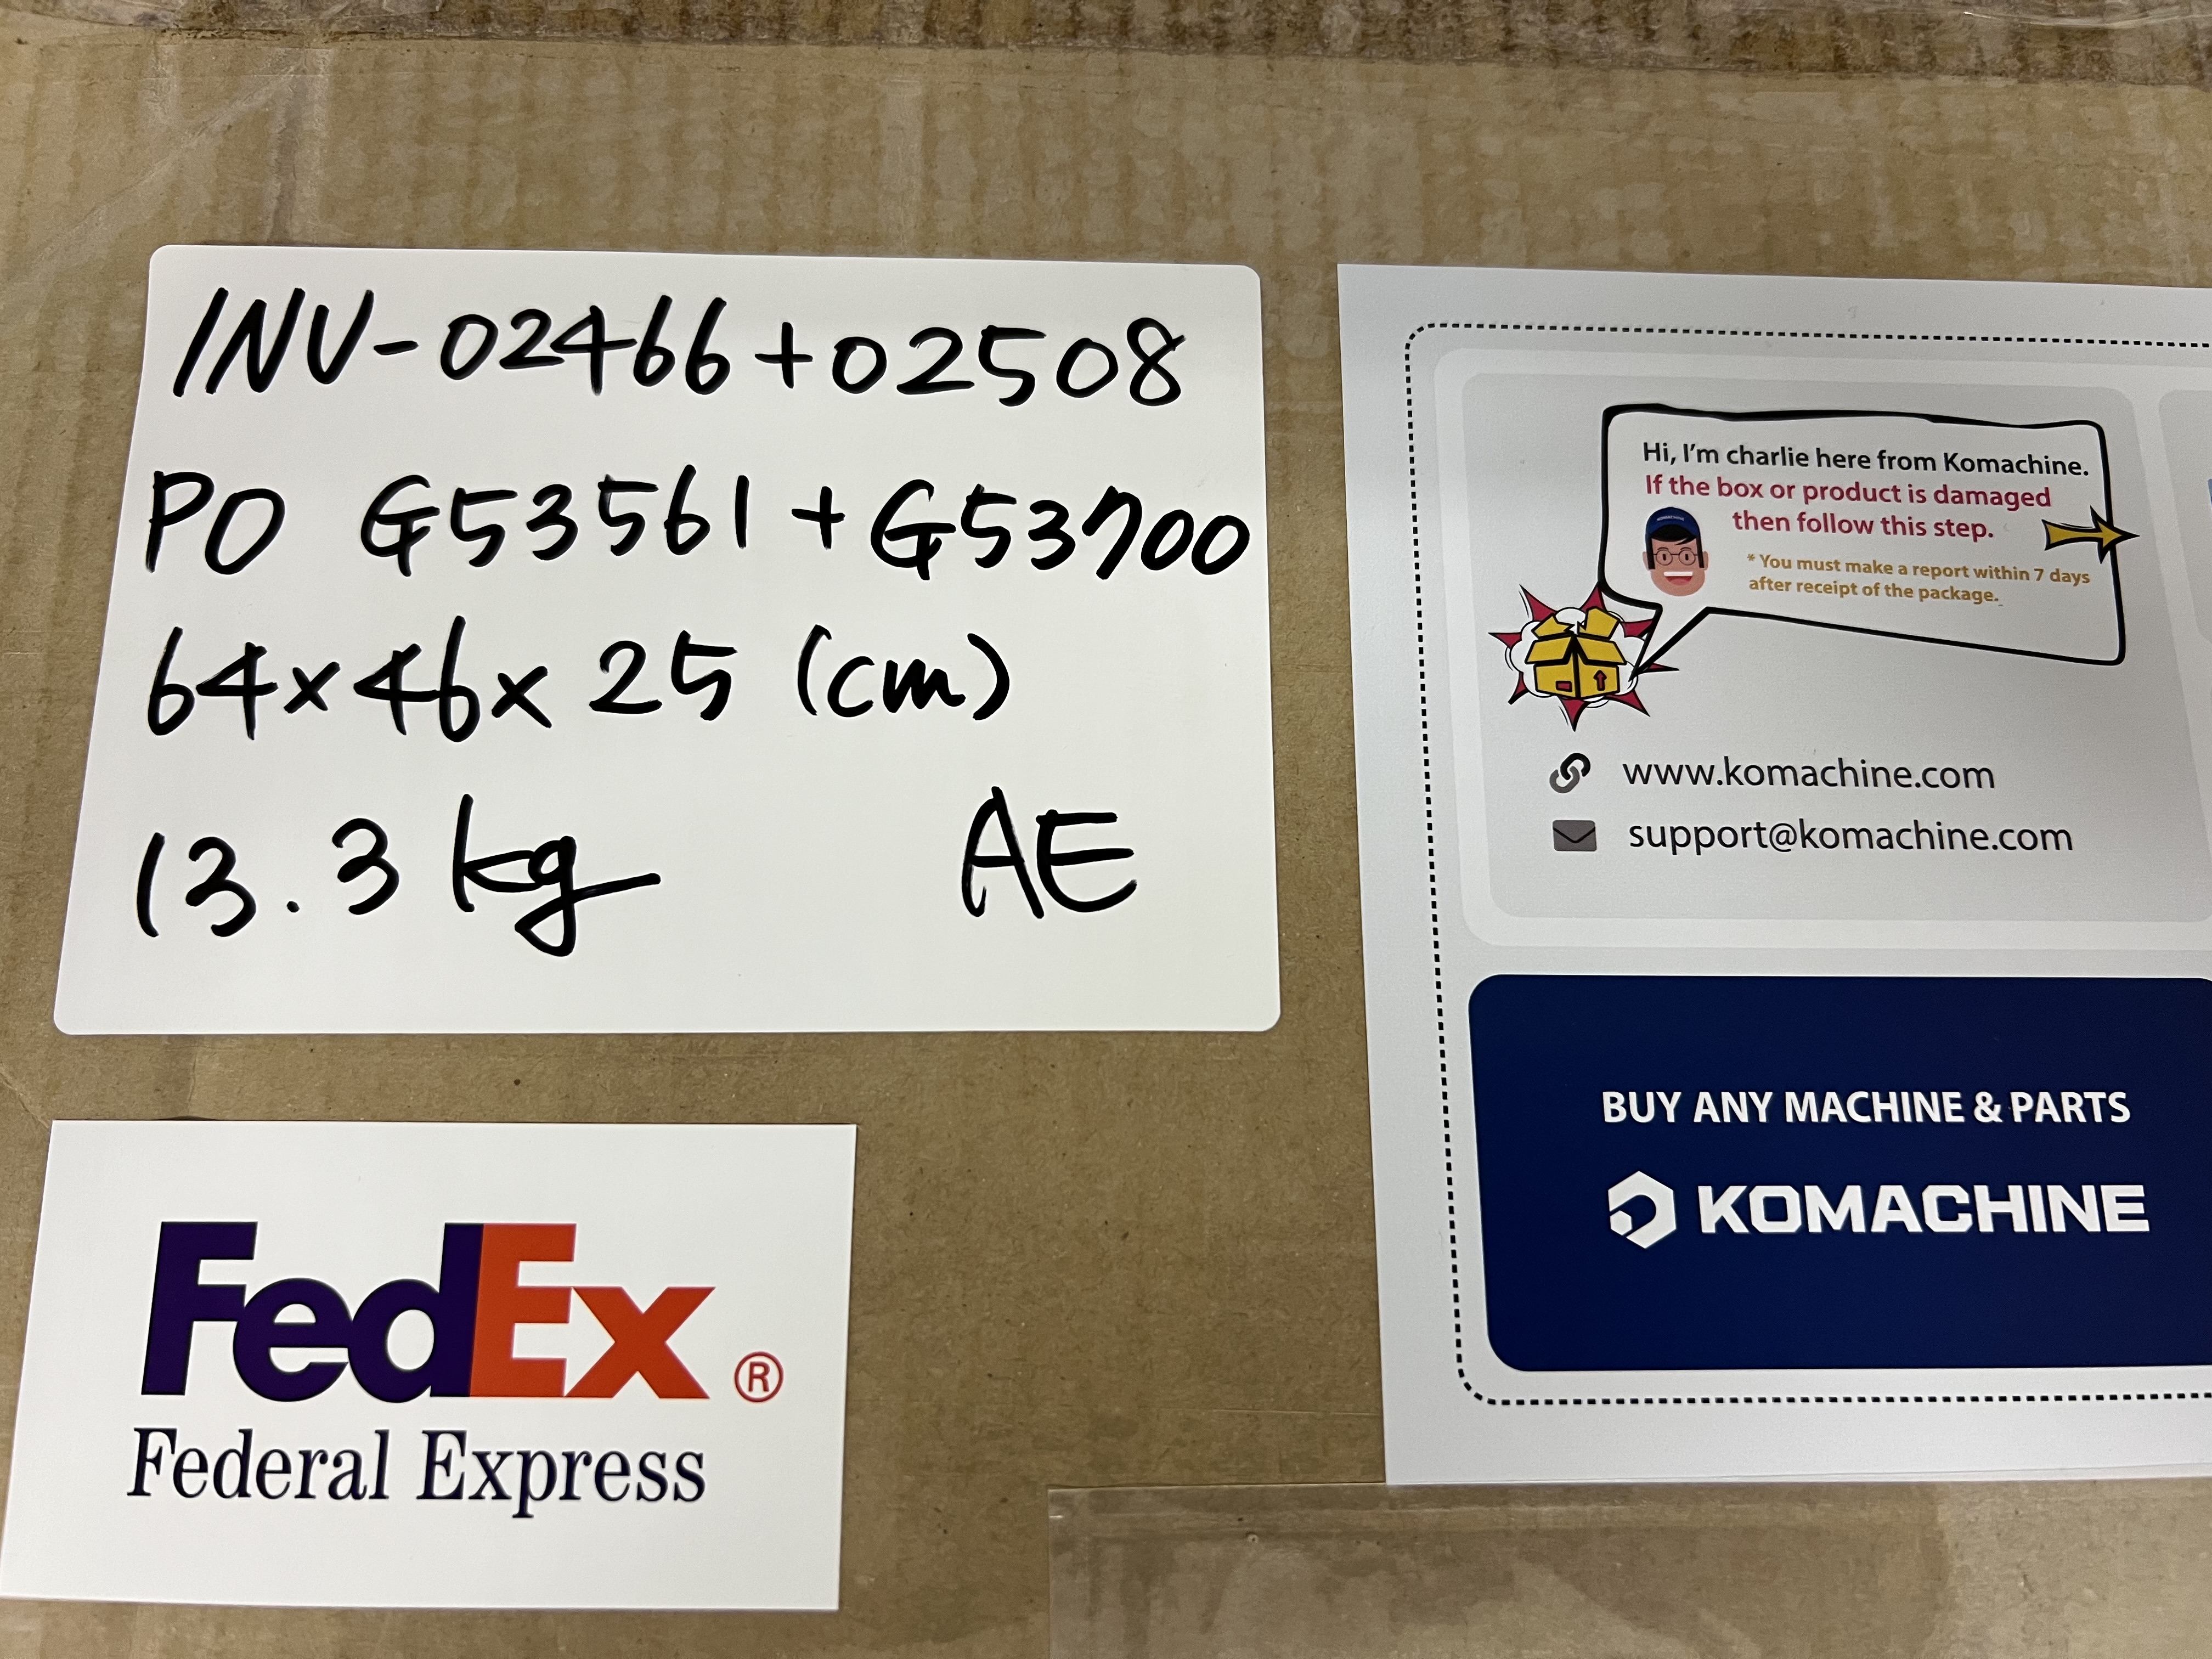 INV-02466+02508
PO G53561+G53700
64x46x25 (cm)
13.3kg AE
Hi, I'm charlie here from Komachine.
If the box or product is damaged
then follow this step.
* You must make a report within 7 days
after receipt of the package.
www.komachine.com
support@komachine.com
BUY ANY MACHINE & PARTS
KOMACHINE
FedEx ®
Federal Express